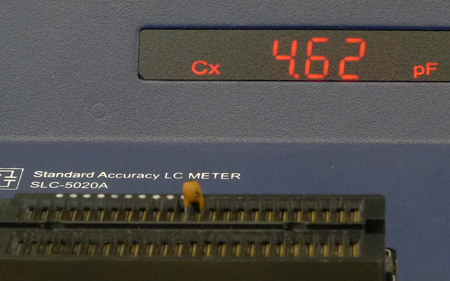 Cx 4.62 pF
Standard Accuracy LC METER
SLC-5020A